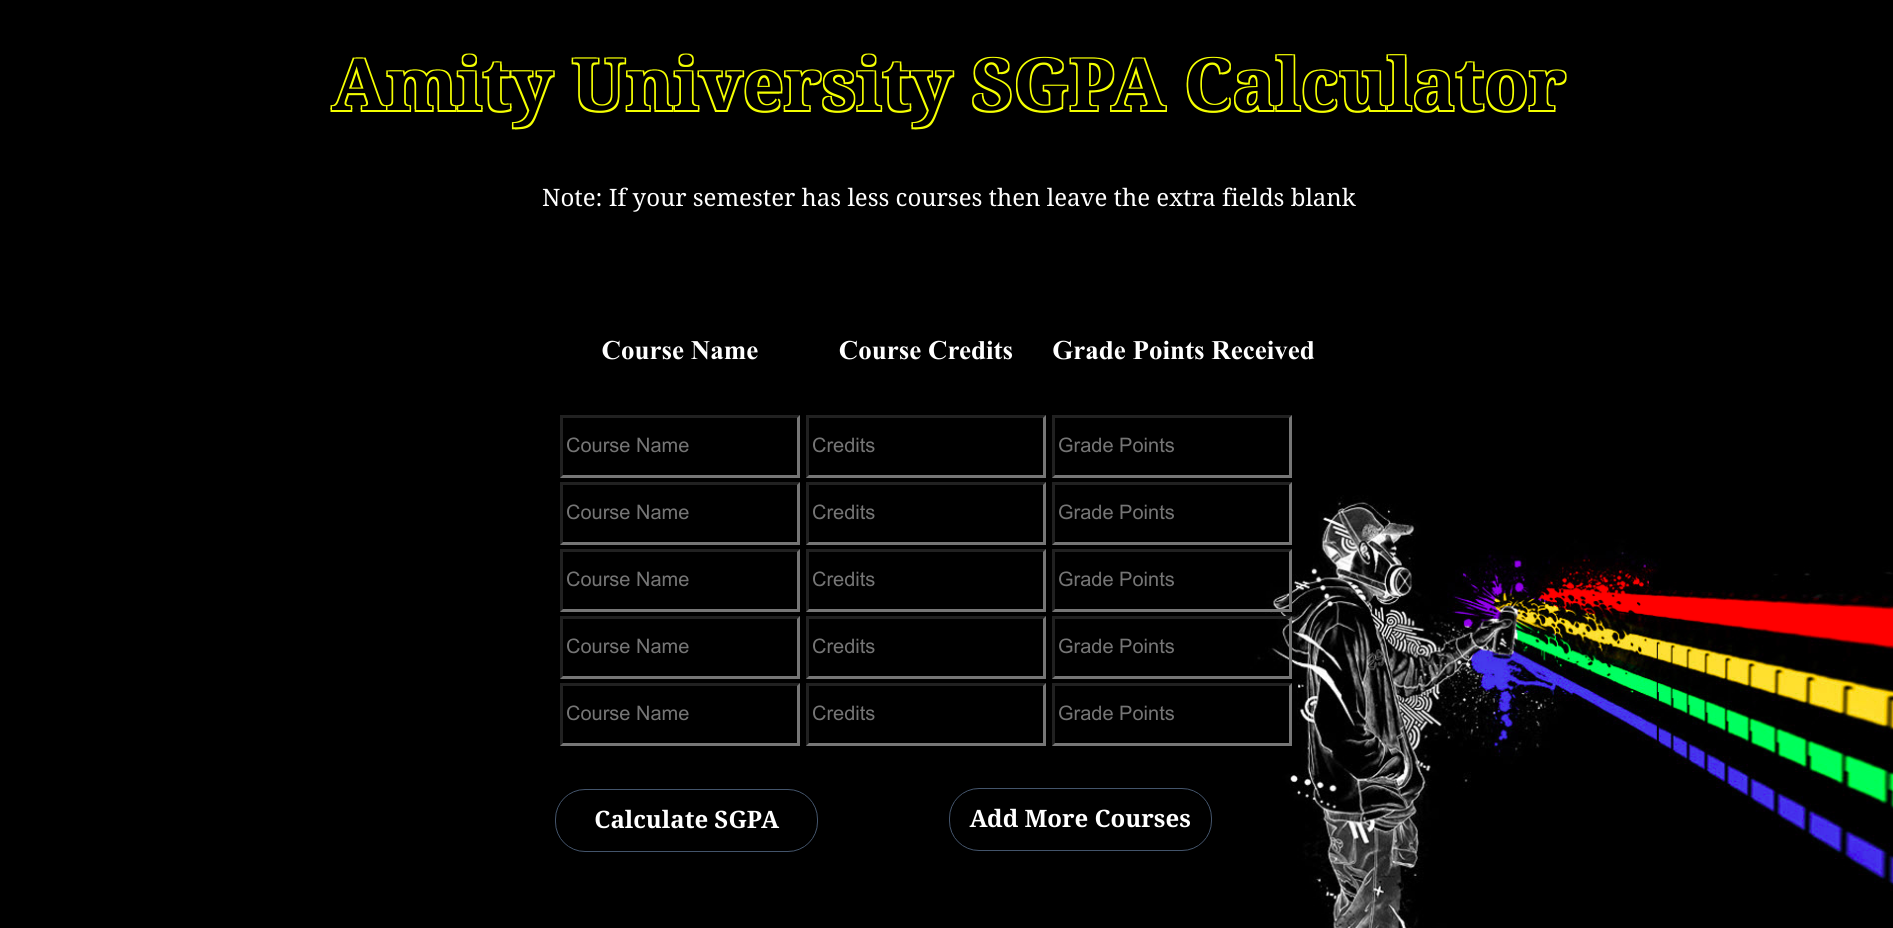 Amity University SGPA Calculator
Note: If your semester has less courses then leave the extra fields blank
Course Name Course Credits Grade Points Received
Course Name Credits Grade Points
Course Name Credits Grade Points
Course Name Credits Grade Points
Course Name Credits Grade Points
Course Name Credits Grade Points
Calculate SGPA Add More Courses